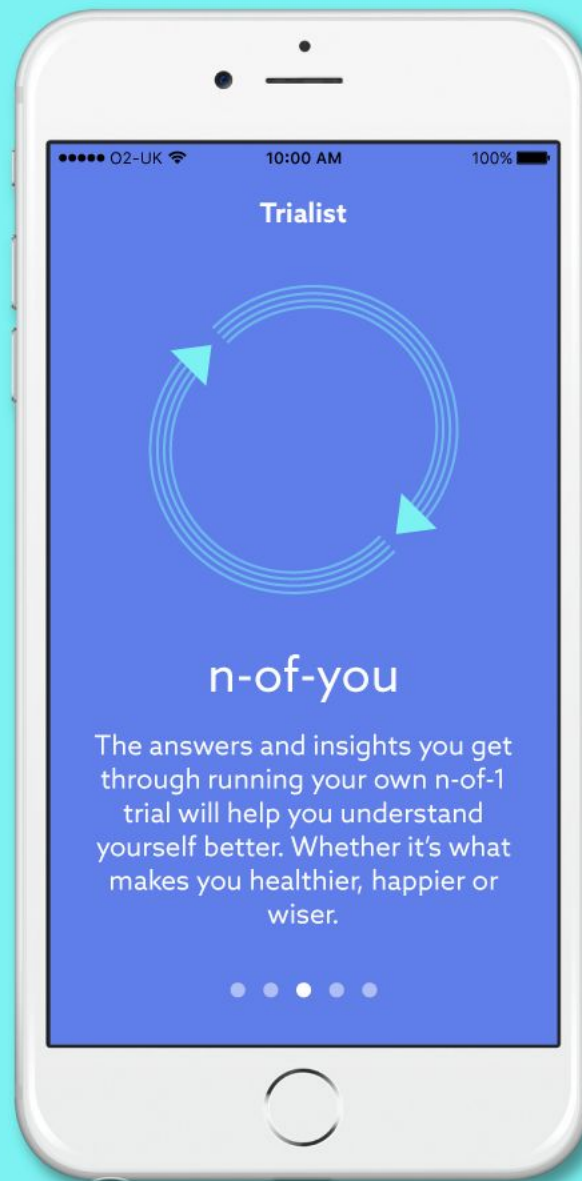 O2-UK 10:00 AM 100%
Trialist
n-of-you
The answers and insights you get
through running your own n-of-1
trial will help you understand
yourself better. Whether it’s what
makes you healthier, happier or
wiser.